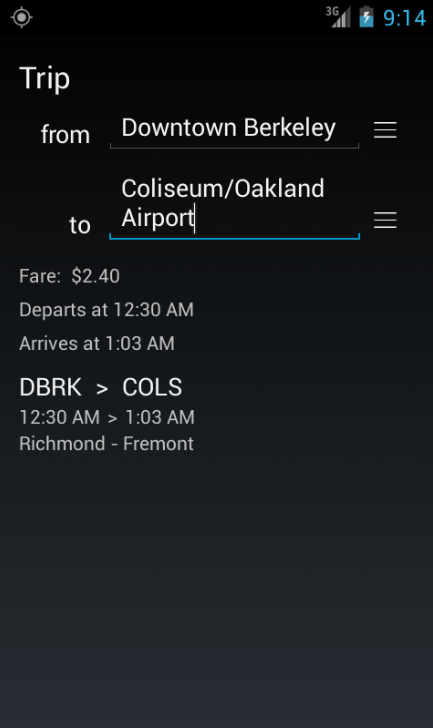 3G 9:14
Trip
from Downtown Berkeley
Coliseum/Oakland
to Airport
Fare: $2.40
Departs at 12:30 AM
Arrives at 1:03 AM
DBRK > COLS
12:30 AM > 1:03 AM
Richmond - Fremont